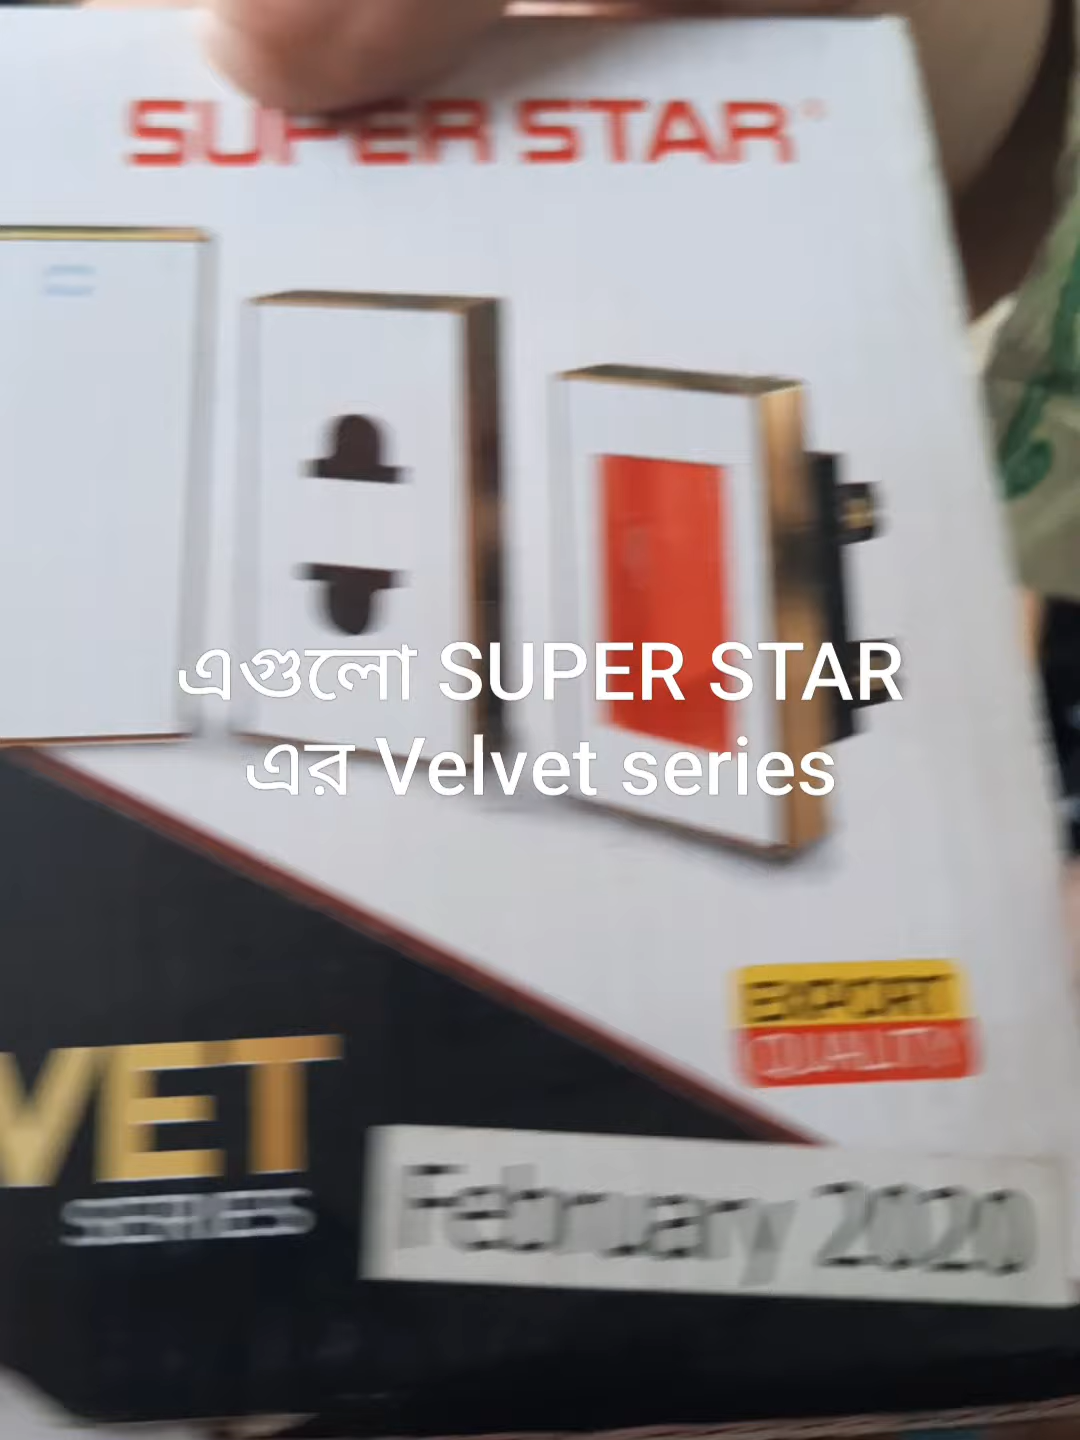 SUPER STAR
এগুলো SUPER STAR
এর Velvet series
EXPORT
QUALITY
VET
SERIES
February 2020